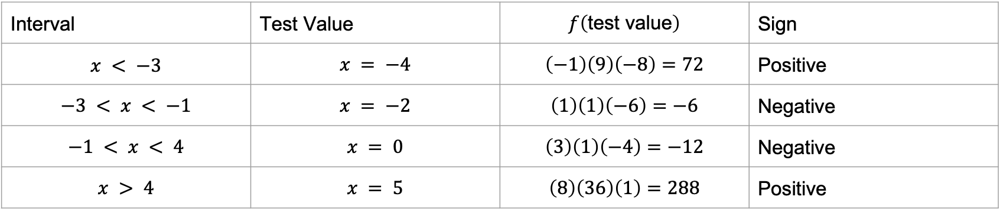 Interval Test Value f(test value) Sign
x < −3 x = −4 (−1)(9)(−8) = 72 Positive
−3 < x < −1 x = −2 (1)(1)(−6) = −6 Negative
−1 < x < 4 x = 0 (3)(1)(−4) = −12 Negative
x > 4 x = 5 (8)(36)(1) = 288 Positive